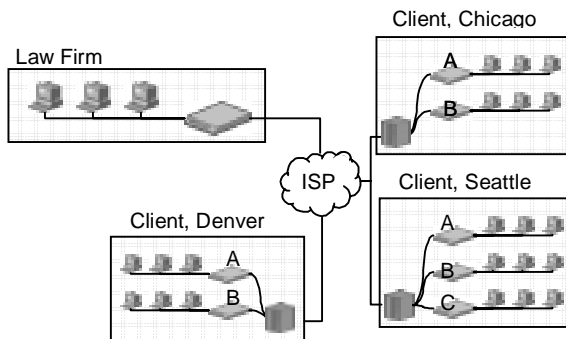 Client, Chicago
Law Firm
A
B
ISP
Client, Seattle
A
B
C
Client, Denver
A
B